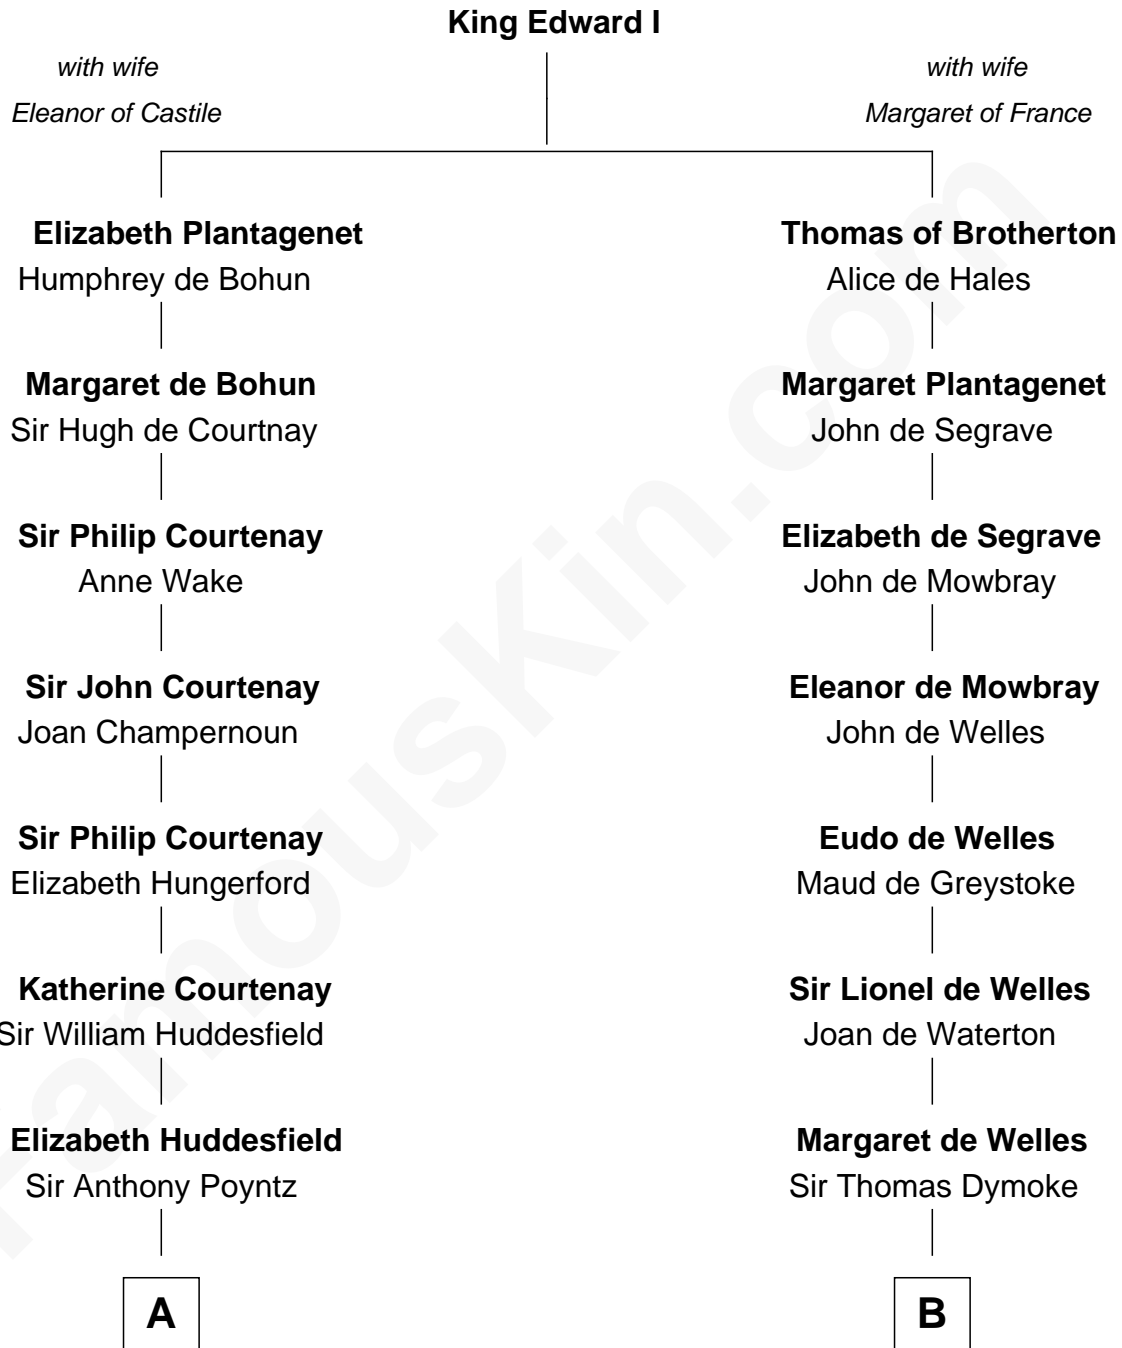 King Edward I
with wife
Eleanor of Castile
with wife
Margaret of France
Elizabeth Plantagenet
Humphrey de Bohun
Thomas of Brotherton
Alice de Hales
Margaret de Bohun
Sir Hugh de Courtnay
Margaret Plantagenet
John de Segrave
Sir Philip Courtenay
Anne Wake
Elizabeth de Segrave
John de Mowbray
Sir John Courtenay
Joan Champernoun
Eleanor de Mowbray
John de Welles
Sir Philip Courtenay
Elizabeth Hungerford
Eudo de Welles
Maud de Greystoke
Katherine Courtenay
Sir William Huddesfield
Sir Lionel de Welles
Joan de Waterton
Elizabeth Huddesfield
Sir Anthony Poyntz
Margaret de Welles
Sir Thomas Dymoke
A
B
FamousKin.com